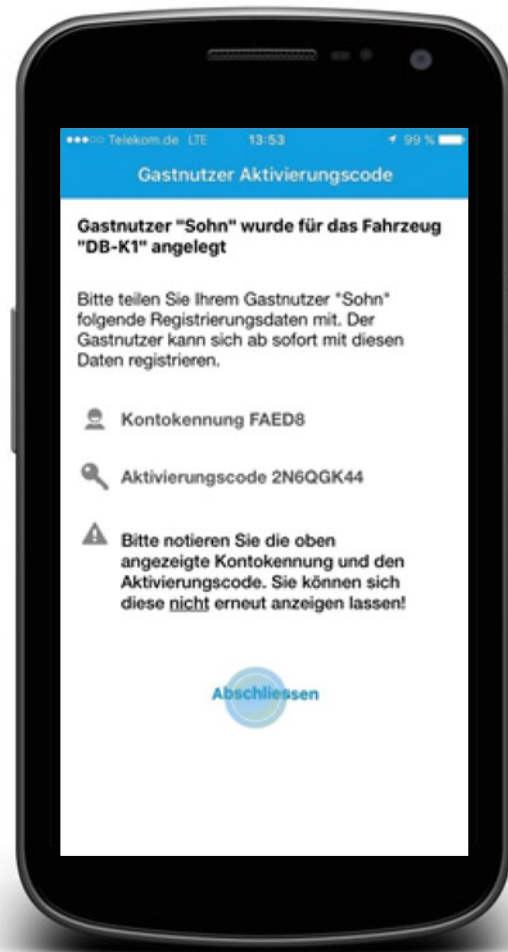 Telekom.de LTE 13:53 99 %
Gastnutzer Aktivierungscode
Gastnutzer "Sohn" wurde für das Fahrzeug
"DB-K1" angelegt
Bitte teilen Sie Ihrem Gastnutzer "Sohn"
folgende Registrierungsdaten mit. Der
Gastnutzer kann sich ab sofort mit diesen
Daten registrieren.
Kontokennung FAED8
Aktivierungscode 2N6QGK44
Bitte notieren Sie die oben
angezeigte Kontokennung und den
Aktivierungscode. Sie können sich
diese nicht erneut anzeigen lassen!
Abschliessen